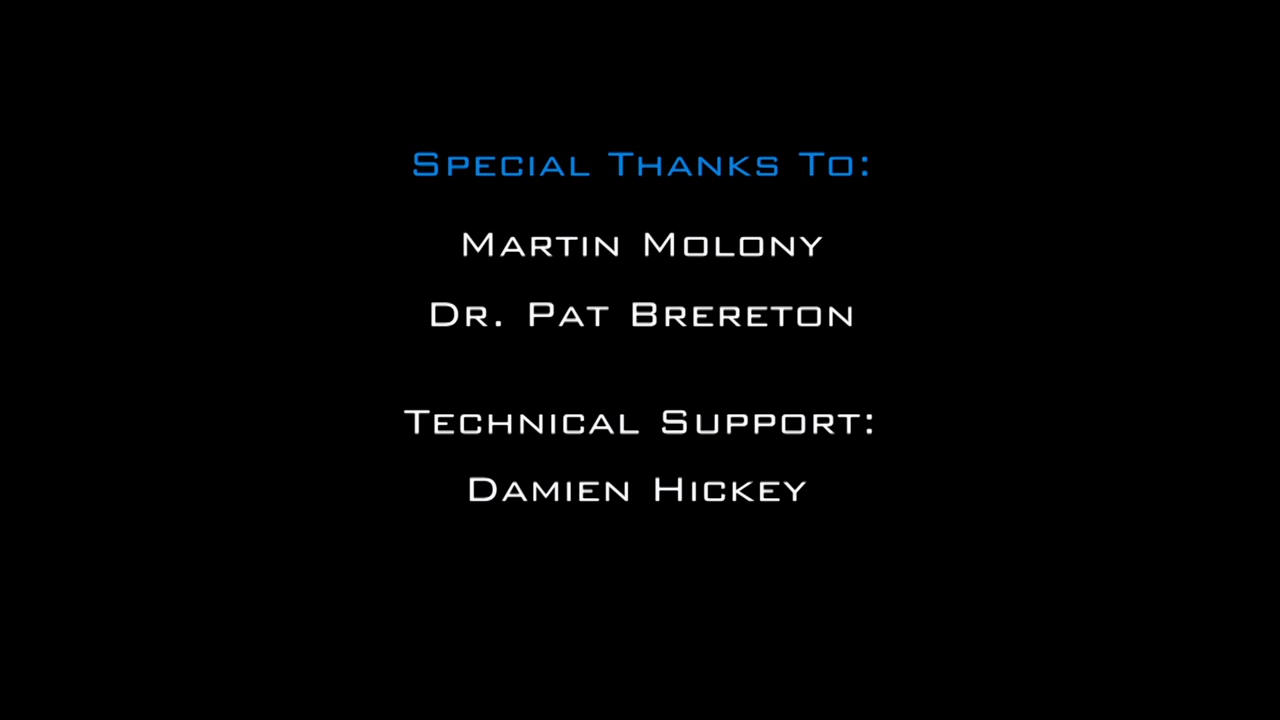 Special Thanks To:
Martin Molony
Dr. Pat Brereton
Technical Support:
Damien Hickey